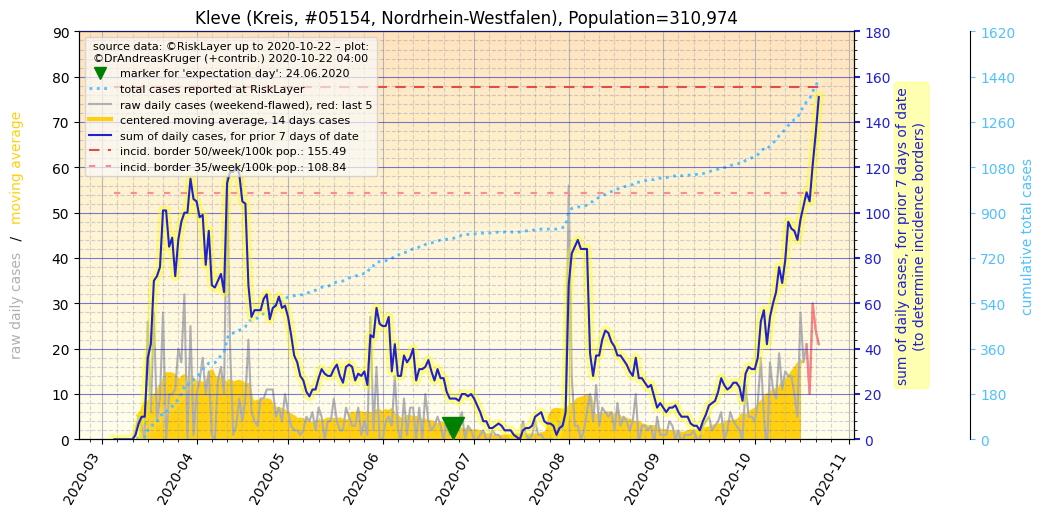 Kleve (Kreis, #05154, Nordrhein-Westfalen), Population=310,974
source data: ©RiskLayer up to 2020-10-22 – plot:
©DrAndreasKruger (+contrib.) 2020-10-22 04:00
marker for 'expectation day': 24.06.2020
total cases reported at RiskLayer
raw daily cases (weekend-flawed), red: last 5
centered moving average, 14 days cases
sum of daily cases, for prior 7 days of date
incid. border 50/week/100k pop.: 155.49
incid. border 35/week/100k pop.: 108.84
raw daily cases / moving average
90
80
70
60
50
40
30
20
10
0
180
160
140
120
100
80
60
40
20
0
sum of daily cases, for prior 7 days of date
(to determine incidence borders)
1620
1440
1260
1080
900
720
540
360
180
0
cumulative total cases
2020-03
2020-04
2020-05
2020-06
2020-07
2020-08
2020-09
2020-10
2020-11